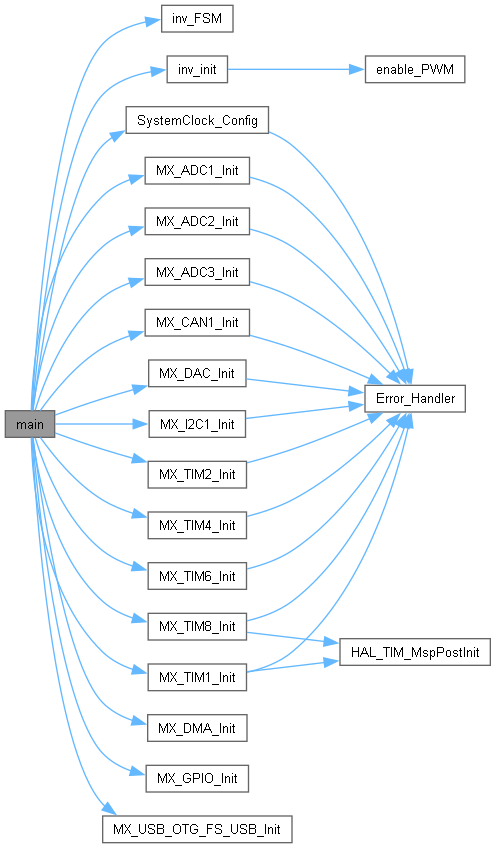 inv_FSM
inv_init
enable_PWM
SystemClock_Config
MX_ADC1_Init
MX_ADC2_Init
MX_ADC3_Init
MX_CAN1_Init
MX_DAC_Init
Error_Handler
main
MX_I2C1_Init
MX_TIM2_Init
MX_TIM4_Init
MX_TIM6_Init
MX_TIM8_Init
HAL_TIM_MspPostInit
MX_TIM1_Init
MX_DMA_Init
MX_GPIO_Init
MX_USB_OTG_FS_USB_Init